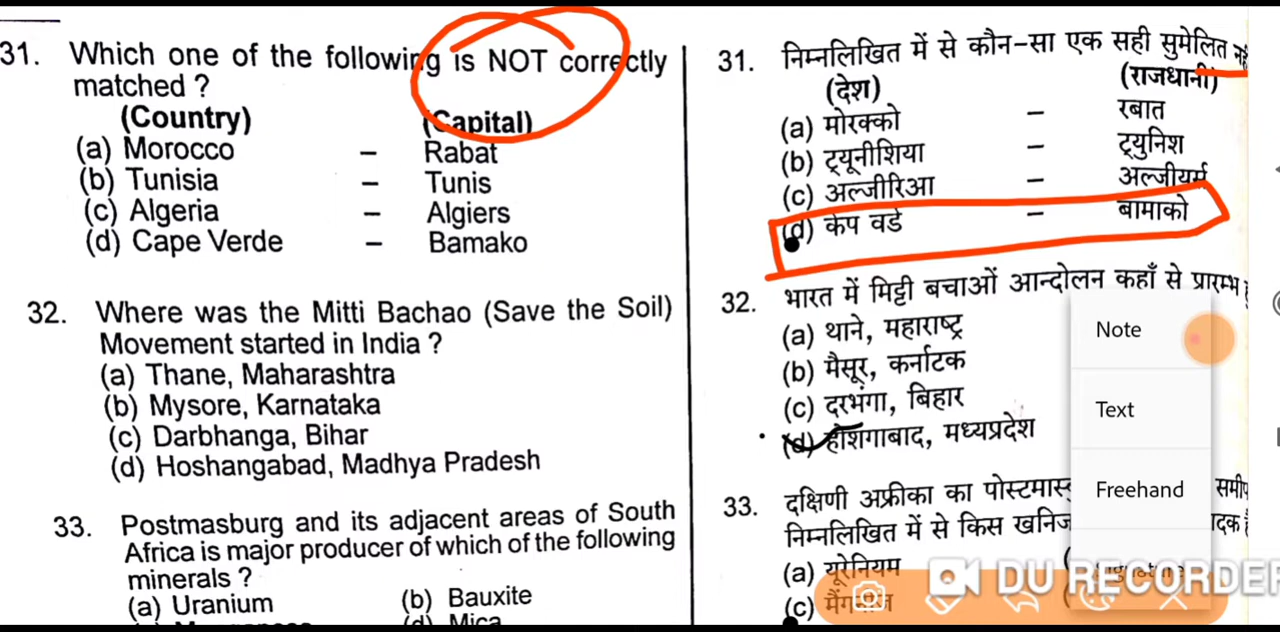 31. Which one of the following is NOT correctly
matched ?
(Country) (Capital)
(a) Morocco – Rabat
(b) Tunisia – Tunis
(c) Algeria – Algiers
(d) Cape Verde – Bamako
32. Where was the Mitti Bachao (Save the Soil)
Movement started in India ?
(a) Thane, Maharashtra
(b) Mysore, Karnataka
(c) Darbhanga, Bihar
(d) Hoshangabad, Madhya Pradesh
33. Postmasburg and its adjacent areas of South
Africa is major producer of which of the following
minerals ?
(a) Uranium (b) Bauxite
(d) Mica
31. निम्नलिखित में से कौन-सा एक सही सुमेलित
(देश) (राजधानी)
(a) मोरक्को – रबात
(b) ट्यूनीशिया – ट्युनिश
(c) अल्जीरिआ – अल्जीयर्स
(d) केप वर्डे – बामाको
32. भारत में मिट्टी बचाओं आन्दोलन कहाँ से प्रारम्भ
(a) थाने, महाराष्ट्र
(b) मैसूर, कर्नाटक
(c) दरभंगा, बिहार
(d) होशंगाबाद, मध्यप्रदेश
33. दक्षिणी अफ्रीका का
निम्नलिखित में से किस
(a) यूरेनियम
(c)
Note
Text
Freehand
DU RECORDER